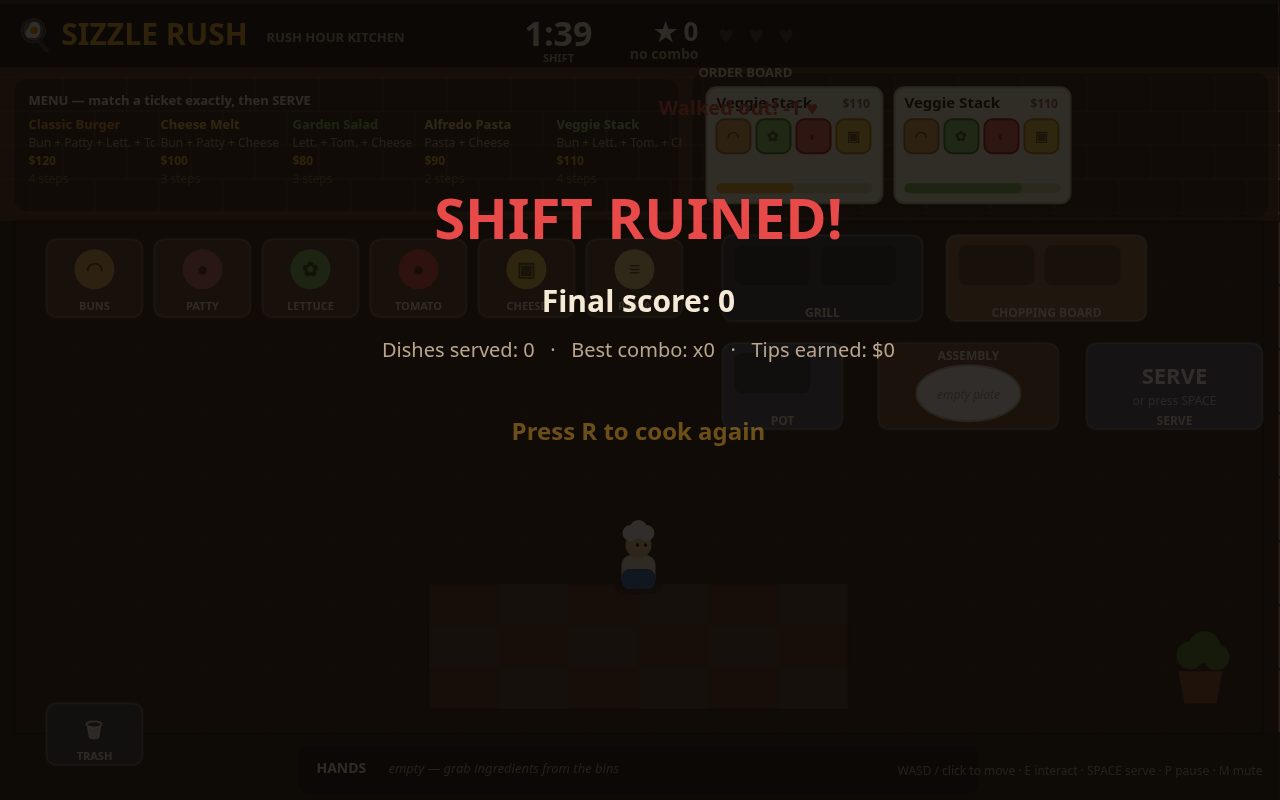 SIZZLE RUSH
RUSH HOUR KITCHEN
1:39
SHIFT
★ 0
no combo
♥ ♥ ♥
ORDER BOARD
MENU — match a ticket exactly, then SERVE
Classic Burger
Bun + Patty + Lett. + To
$120
4 steps
Cheese Melt
Bun + Patty + Cheese
$100
3 steps
Garden Salad
Lett. + Tom. + Cheese
$80
3 steps
Alfredo Pasta
Pasta + Cheese
$90
2 steps
Veggie Stack
Bun + Lett. + Tom. + Ch
$110
4 steps
Walked out! -1 ♥
Veggie Stack $110
Veggie Stack $110
SHIFT RUINED!
Final score: 0
Dishes served: 0 · Best combo: x0 · Tips earned: $0
Press R to cook again
BUNS
PATTY
LETTUCE
TOMATO
CHEESE
GRILL
CHOPPING BOARD
POT
ASSEMBLY
empty plate
SERVE
or press SPACE
SERVE
TRASH
HANDS
empty — grab ingredients from the bins
WASD / click to move · E interact · SPACE serve · P pause · M mute